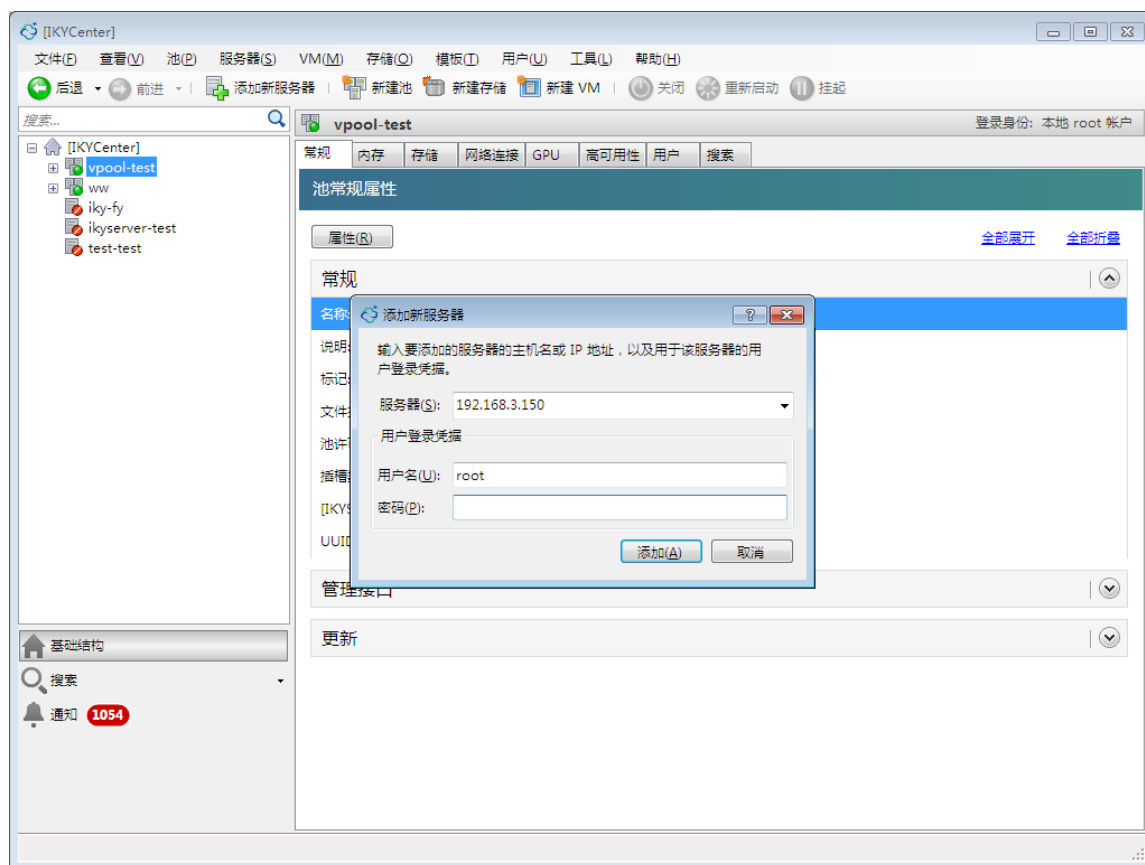 [IKYCenter]
文件(F) 查看(V) 池(P) 服务器(S) VM(M) 存储(O) 模板(T) 用户(U) 工具(L) 帮助(H)
后退 前进 添加新服务器 新建池 新建存储 新建 VM 关闭 重新启动 挂起
搜索...
vpool-test 登录身份: 本地 root 帐户
[IKYCenter]
vpool-test
ww
iky-fy
ikyserver-test
test-test
常规 内存 存储 网络连接 GPU 高可用性 用户 搜索
池常规属性
属性(R) 全部展开 全部折叠
常规
名称:
说明:
标记:
文件
池许
插槽
[IKYS
UUID
添加新服务器
输入要添加的服务器的主机名或 IP 地址，以及用于该服务器的用
户登录凭据。
服务器(S): 192.168.3.150
用户登录凭据
用户名(U): root
密码(P):
添加(A) 取消
管理接口
更新
基础结构
搜索
通知 1054